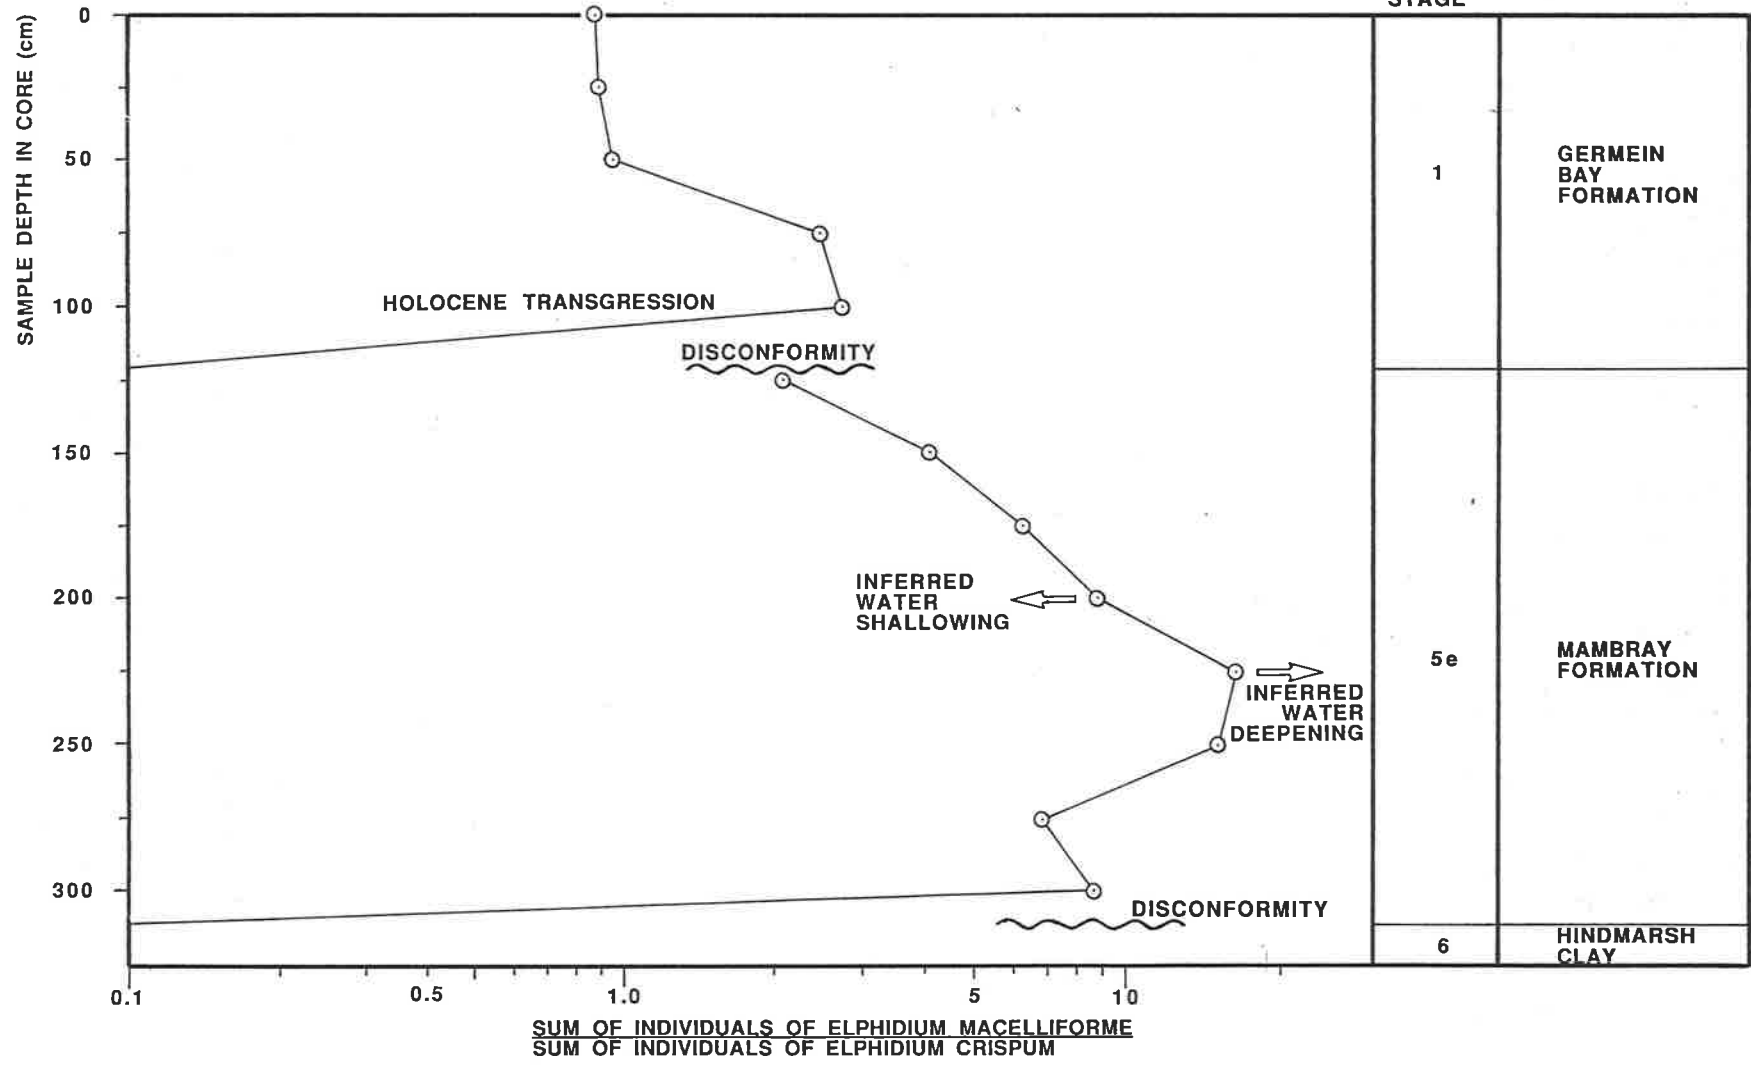 STAGE
SAMPLE DEPTH IN CORE (cm)
0
50
100
150
200
250
300
HOLOCENE TRANSGRESSION
DISCONFORMITY
INFERRED
WATER
SHALLOWING
INFERRED
WATER
DEEPENING
DISCONFORMITY
1
GERMEIN
BAY
FORMATION
5e
MAMBRAY
FORMATION
6
HINDMARSH
CLAY
0.1
0.5
1.0
5
10
SUM OF INDIVIDUALS OF ELPHIDIUM MACELLIFORME
SUM OF INDIVIDUALS OF ELPHIDIUM CRISPUM